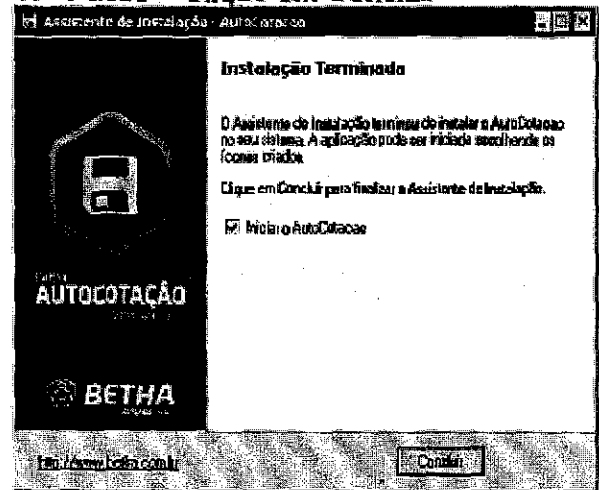 Assistente de Instalação - AutoCotacao
Instalação Terminada
O Assistente de Instalação terminou de instalar o AutoCotacao
no seu sistema. A aplicação pode ser iniciada escolhendo os
ícones criados.
Clique em Concluir para finalizar o Assistente de Instalação.
Iniciar o AutoCotacao
AUTOCOTAÇÃO
BETHA
Concluir